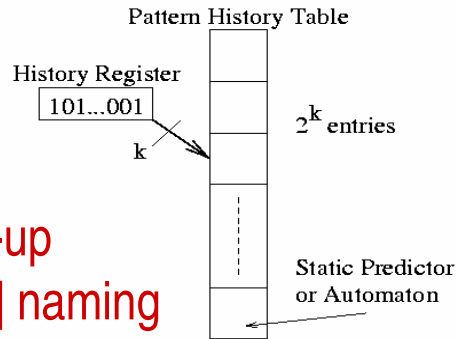 Pattern History Table
History Register
101...001
k
2^k entries
-up
naming
Static Predictor
or Automaton